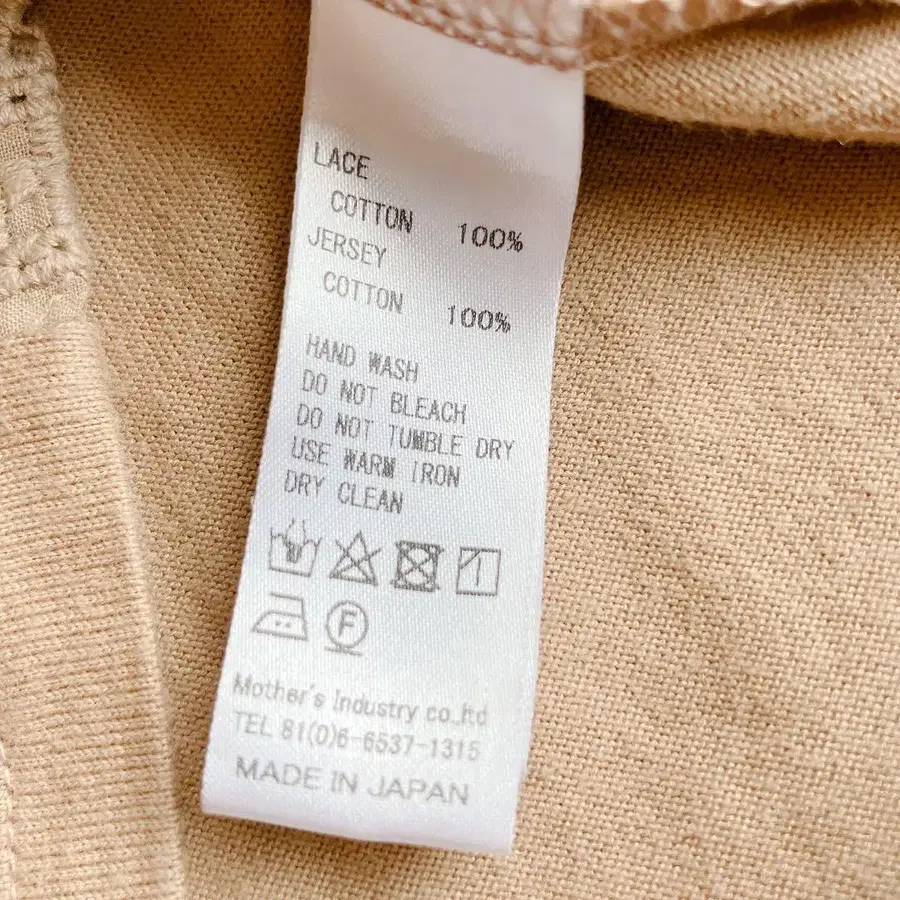 LACE
COTTON 100%
JERSEY
COTTON 100%
HAND WASH
DO NOT BLEACH
DO NOT TUMBLE DRY
USE WARM IRON
DRY CLEAN
F
Mother's Industry co.,ltd
TEL 81(0)6-6537-1315
MADE IN JAPAN